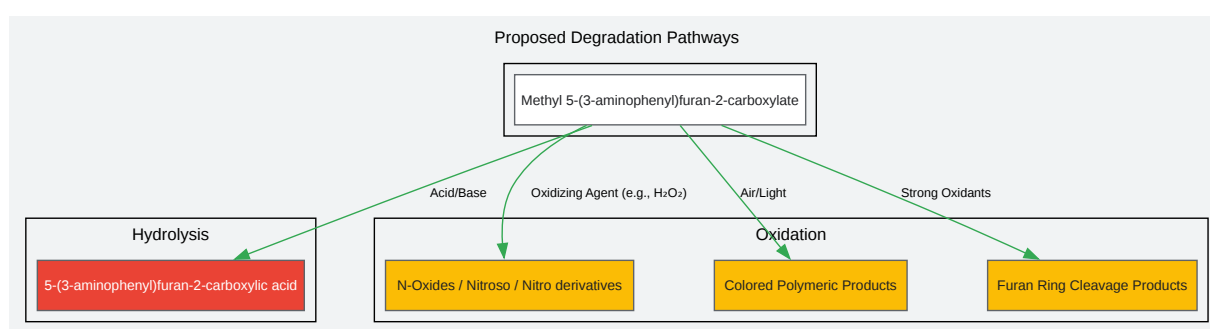 Proposed Degradation Pathways
Methyl 5-(3-aminophenyl)furan-2-carboxylate
Acid/Base
Oxidizing Agent (e.g., H₂O₂)
Air/Light
Strong Oxidants
Hydrolysis
Oxidation
5-(3-aminophenyl)furan-2-carboxylic acid
N-Oxides / Nitroso / Nitro derivatives
Colored Polymeric Products
Furan Ring Cleavage Products